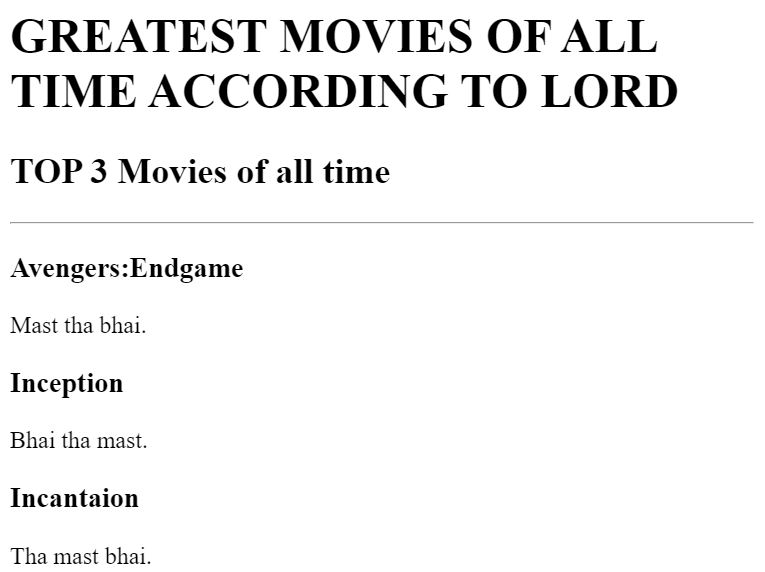 GREATEST MOVIES OF ALL
TIME ACCORDING TO LORD
TOP 3 Movies of all time
Avengers:Endgame
Mast tha bhai.
Inception
Bhai tha mast.
Incantaion
Tha mast bhai.